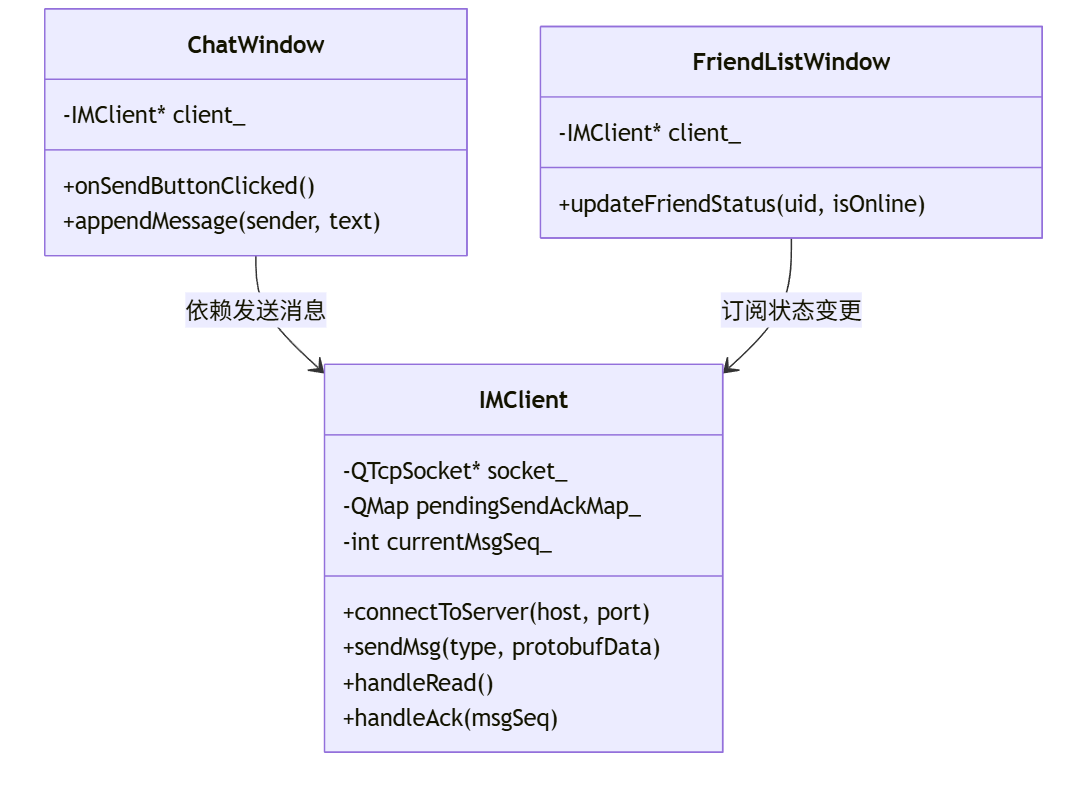 ChatWindow
-IMClient* client_
+onSendButtonClicked()
+appendMessage(sender, text)
FriendListWindow
-IMClient* client_
+updateFriendStatus(uid, isOnline)
依赖发送消息
订阅状态变更
IMClient
-QTcpSocket* socket_
-QMap pendingSendAckMap_
-int currentMsgSeq_
+connectToServer(host, port)
+sendMsg(type, protobufData)
+handleRead()
+handleAck(msgSeq)